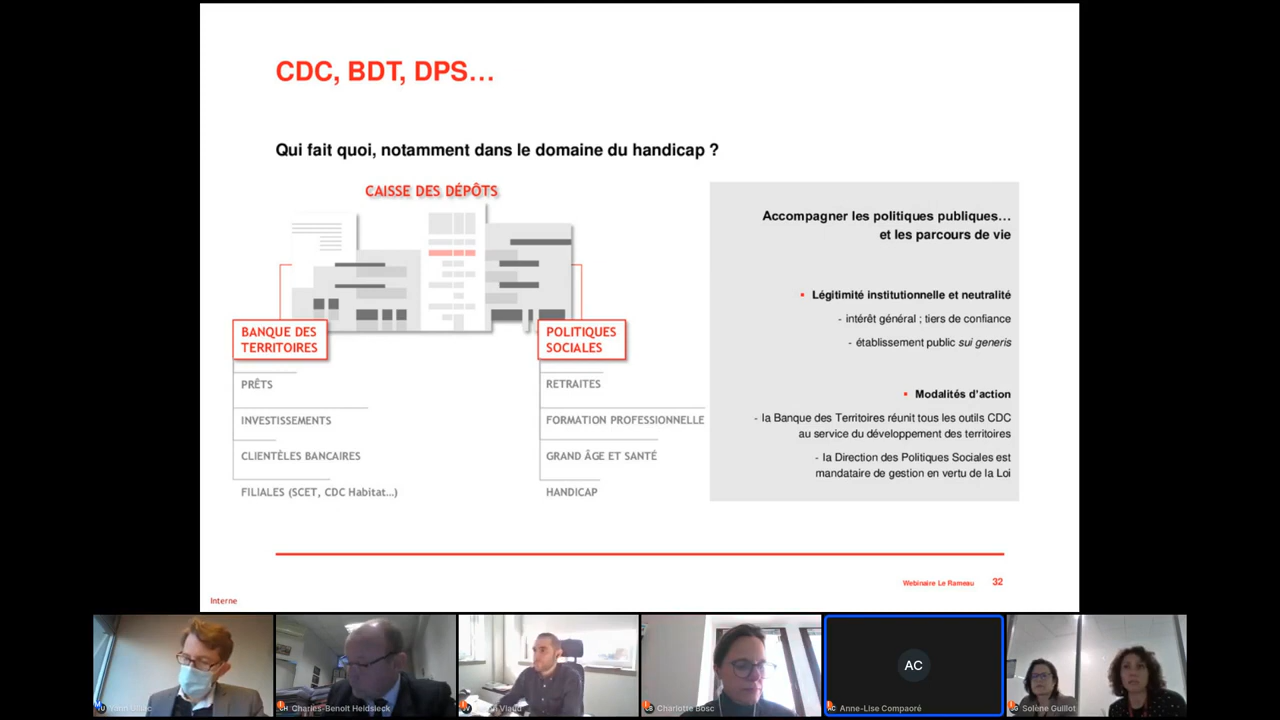 CDC, BDT, DPS…
Qui fait quoi, notamment dans le domaine du handicap ?
CAISSE DES DÉPÔTS
BANQUE DES
TERRITOIRES
PRÊTS
INVESTISSEMENTS
CLIENTÈLES BANCAIRES
FILIALES (SCET, CDC Habitat…)
POLITIQUES
SOCIALES
RETRAITES
FORMATION PROFESSIONNELLE
GRAND ÂGE ET SANTÉ
HANDICAP
Accompagner les politiques publiques…
et les parcours de vie
▪ Légitimité institutionnelle et neutralité
- intérêt général ; tiers de confiance
- établissement public sui generis
▪ Modalités d'action
- la Banque des Territoires réunit tous les outils CDC
au service du développement des territoires
- la Direction des Politiques Sociales est
mandataire de gestion en vertu de la Loi
Webinaire Le Rameau 32
Interne
Charles-Benoit Heidsieck
Viaud
Charlotte Bosc
AC
Anne-Lise Compaoré
Solène Guillot